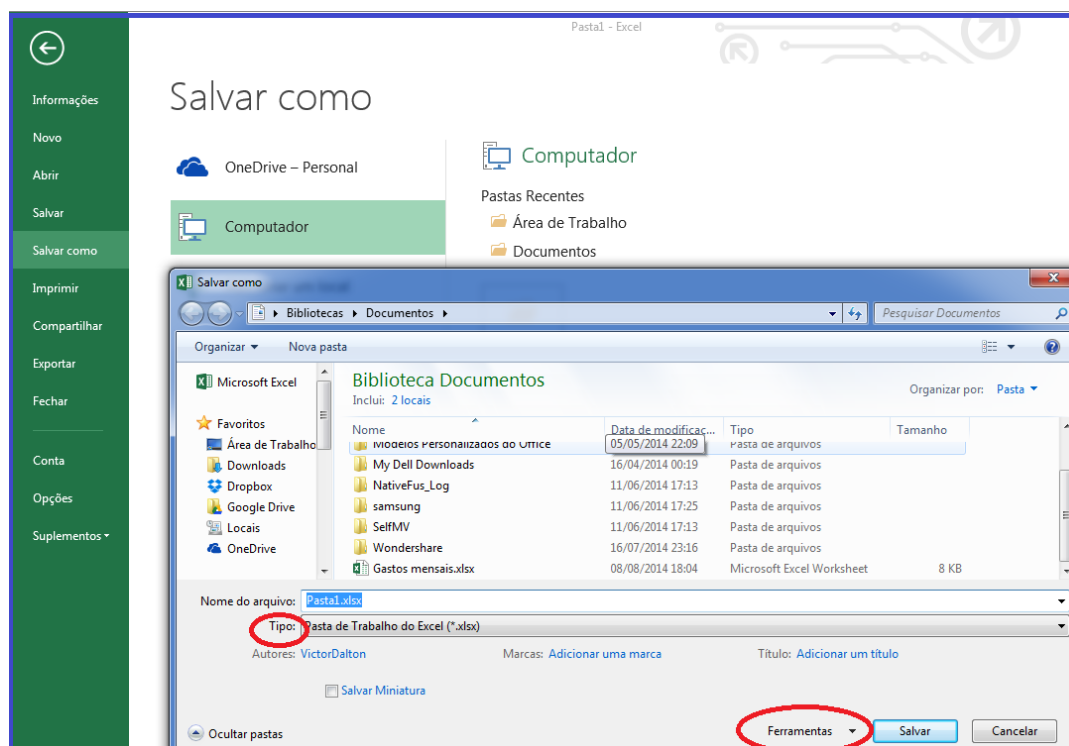 Pasta1 - Excel
Informações
Novo
Abrir
Salvar
Salvar como
Imprimir
Compartilhar
Exportar
Fechar
Conta
Opções
Suplementos
Salvar como
OneDrive – Personal
Computador
Computador
Pastas Recentes
Área de Trabalho
Documentos
Salvar como
Bibliotecas Documentos
Pesquisar Documentos
Organizar Nova pasta
Microsoft Excel
Favoritos
Área de Trabalho
Downloads
Dropbox
Google Drive
Locais
OneDrive
Biblioteca Documentos
Inclui: 2 locais
Organizar por: Pasta
Nome Data de modificaç... Tipo Tamanho
Modelos Personalizados do Office 05/05/2014 22:09 Pasta de arquivos
My Dell Downloads 16/04/2014 00:19 Pasta de arquivos
NativeFus_Log 11/06/2014 17:13 Pasta de arquivos
samsung 11/06/2014 17:25 Pasta de arquivos
SelfMV 11/06/2014 17:13 Pasta de arquivos
Wondershare 16/07/2014 23:16 Pasta de arquivos
Gastos mensais.xlsx 08/08/2014 18:04 Microsoft Excel Worksheet 8 KB
Nome do arquivo: Pasta1.xlsx
Tipo: Pasta de Trabalho do Excel (*.xlsx)
Autores: VictorDalton Marcas: Adicionar uma marca Título: Adicionar um título
Salvar Miniatura
Ocultar pastas Ferramentas Salvar Cancelar